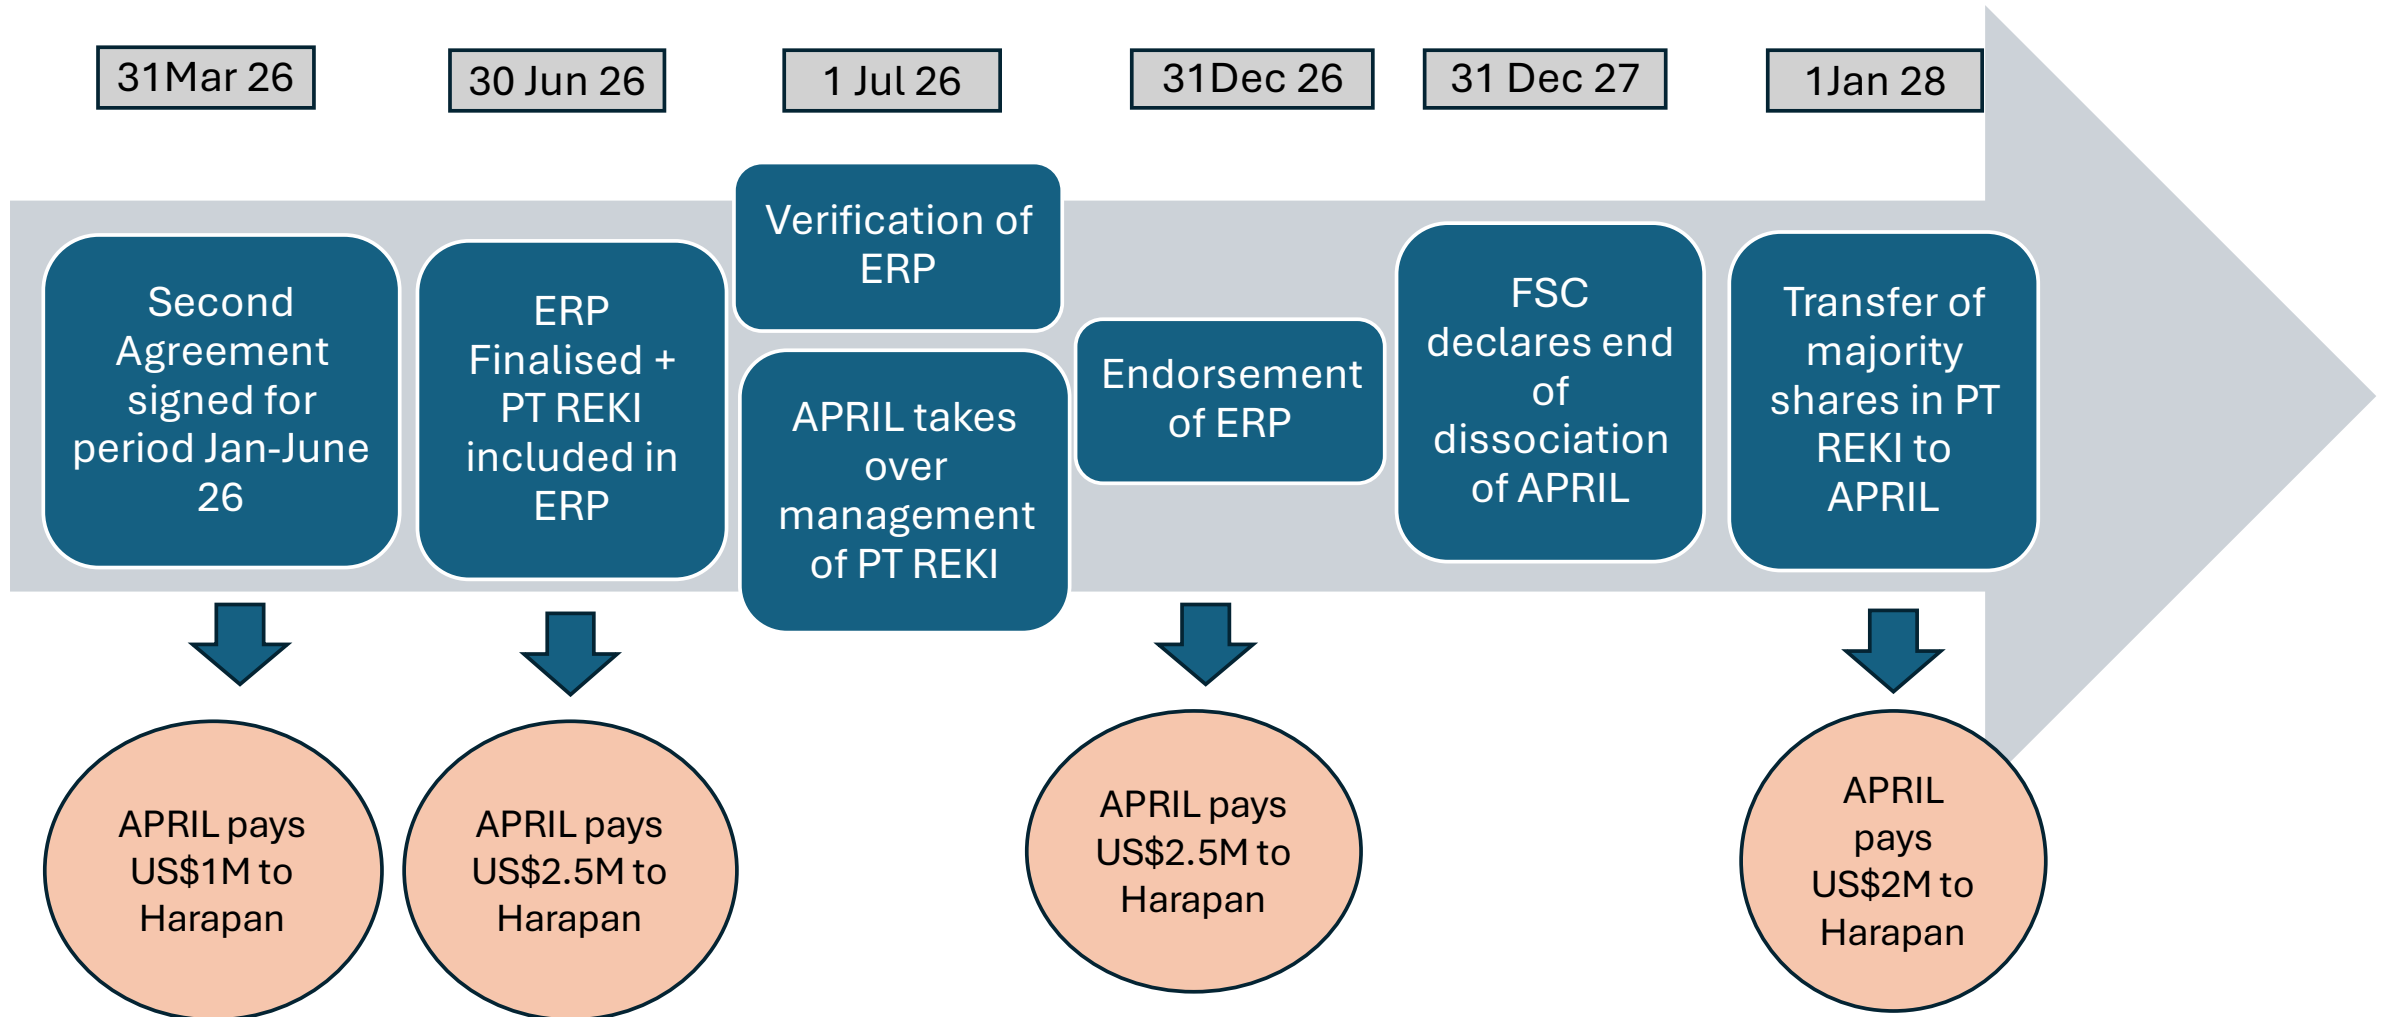 31Mar 26
30 Jun 26
1 Jul 26
31Dec 26
31 Dec 27
1Jan 28
Second
Agreement
signed for
period Jan-June
26
ERP
Finalised +
PT REKI
included in
ERP
Verification of
ERP
APRIL takes
over
management
of PT REKI
Endorsement
of ERP
FSC
declares end
of
dissociation
of APRIL
Transfer of
majority
shares in PT
REKI to
APRIL
APRIL pays
US$1M to
Harapan
APRIL pays
US$2.5M to
Harapan
APRIL pays
US$2.5M to
Harapan
APRIL
pays
US$2M to
Harapan